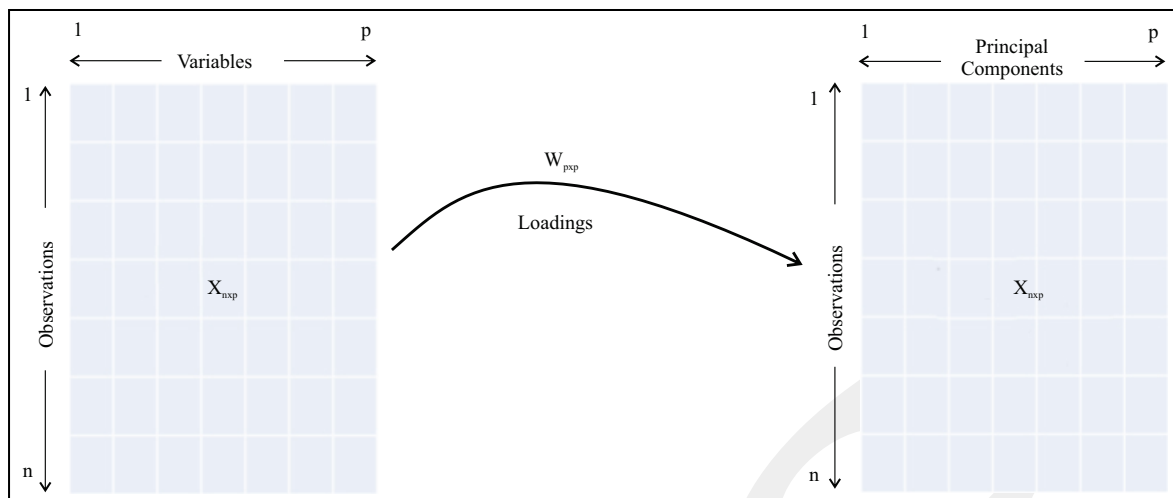 1 p
Variables
1
Observations
n
X_nxp
W_pxp
Loadings
1 p
Principal
Components
1
Observations
n
X_nxp